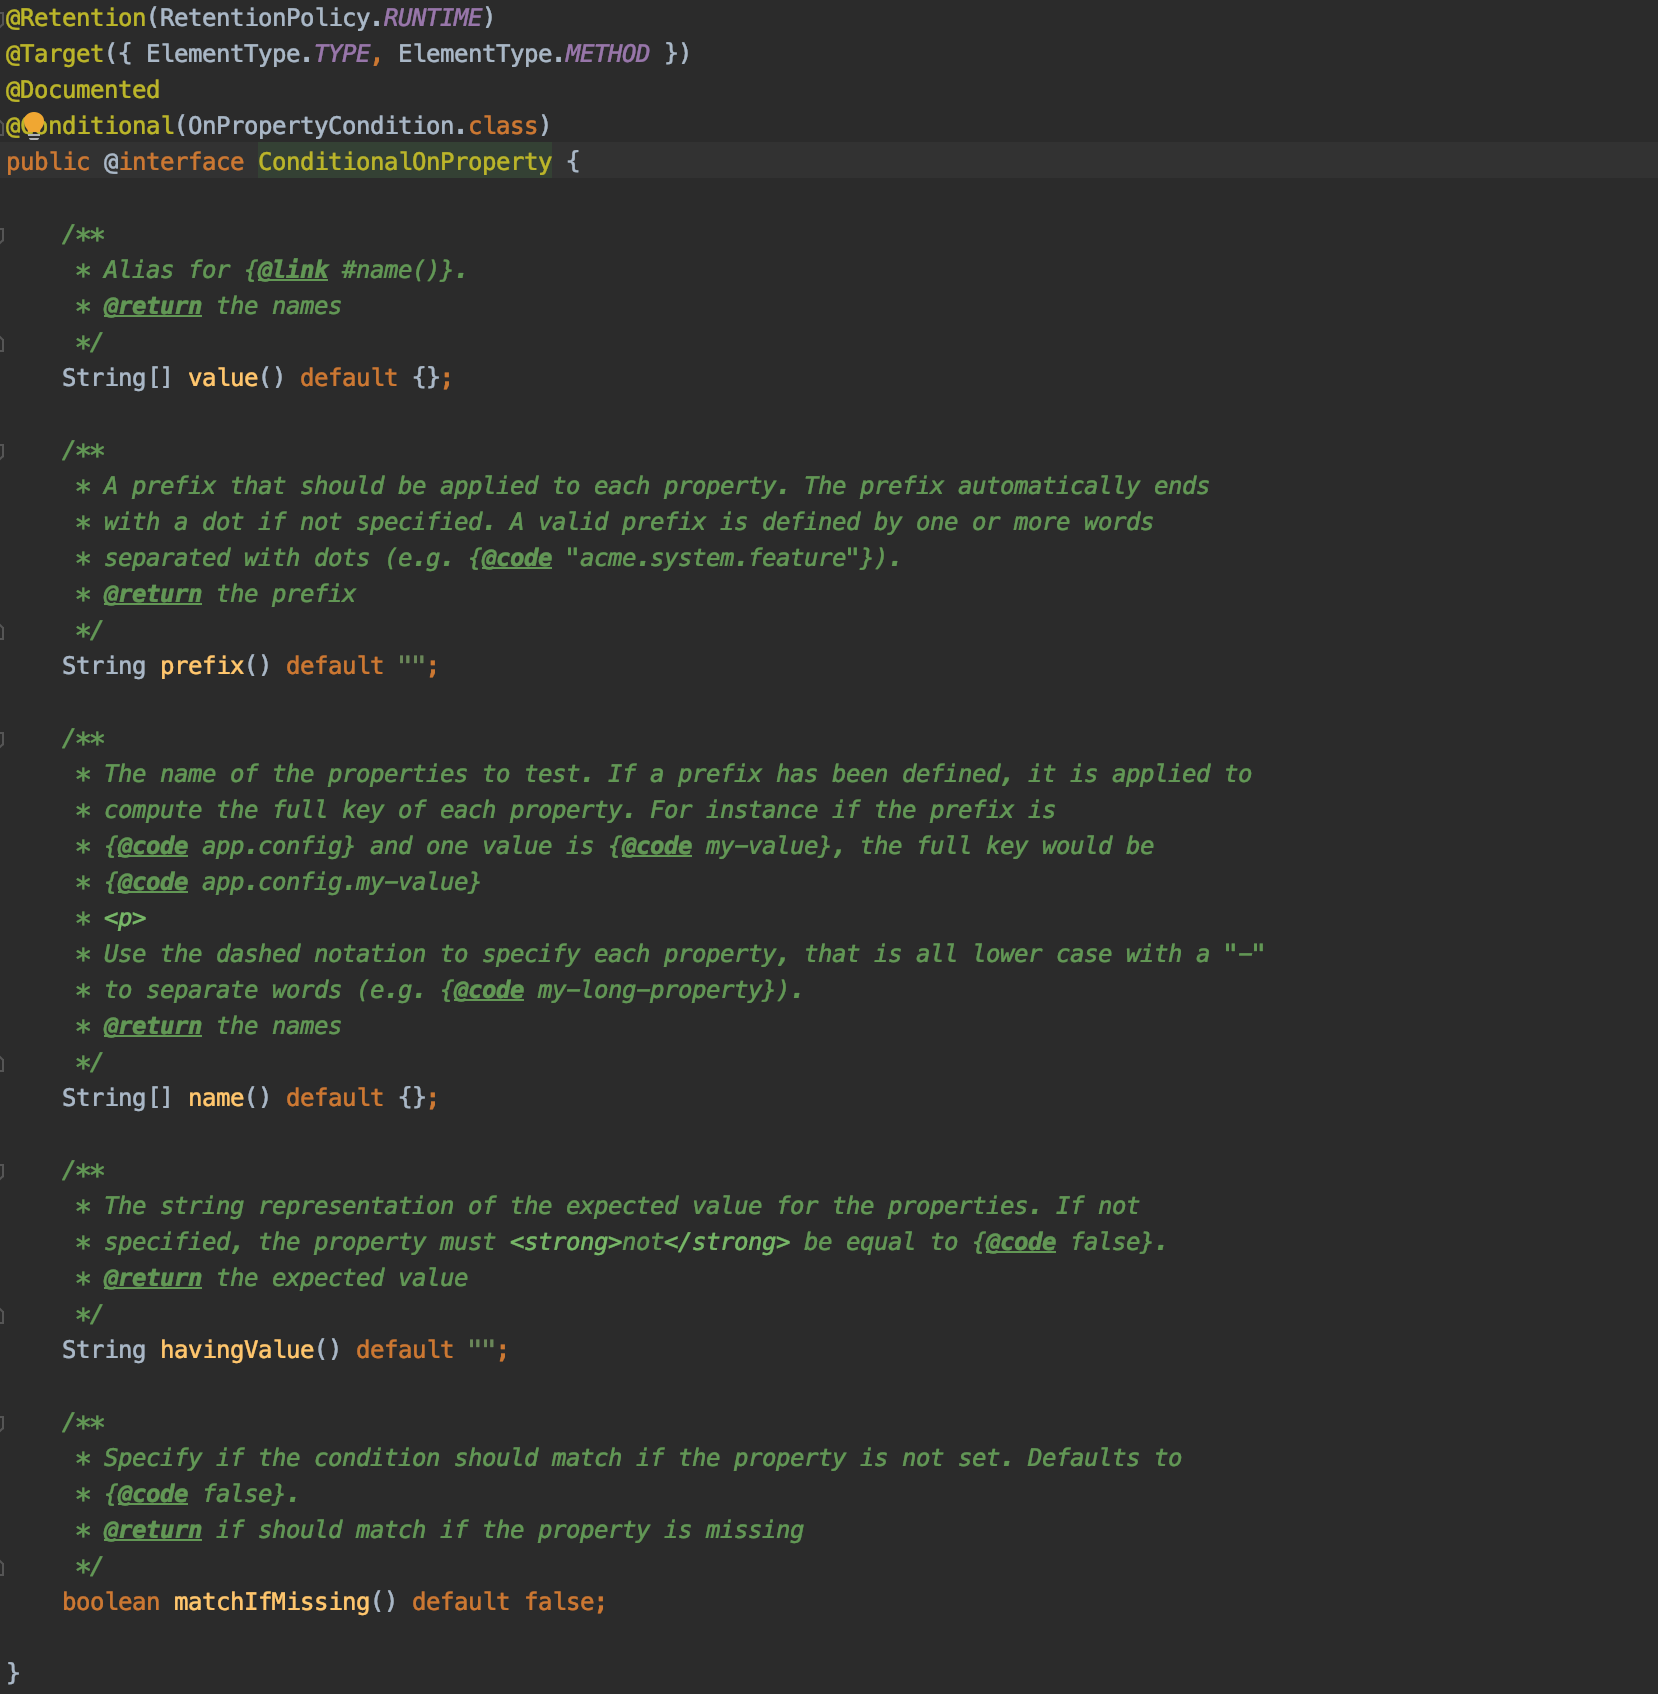 @Retention(RetentionPolicy.RUNTIME)
@Target({ ElementType.TYPE, ElementType.METHOD })
@Documented
@Conditional(OnPropertyCondition.class)
public @interface ConditionalOnProperty {
/**
* Alias for {@link #name()}.
* @return the names
*/
String[] value() default {};
/**
* A prefix that should be applied to each property. The prefix automatically ends
* with a dot if not specified. A valid prefix is defined by one or more words
* separated with dots (e.g. {@code "acme.system.feature"}).
* @return the prefix
*/
String prefix() default "";
/**
* The name of the properties to test. If a prefix has been defined, it is applied to
* compute the full key of each property. For instance if the prefix is
* {@code app.config} and one value is {@code my-value}, the full key would be
* {@code app.config.my-value}
* <p>
* Use the dashed notation to specify each property, that is all lower case with a "-"
* to separate words (e.g. {@code my-long-property}).
* @return the names
*/
String[] name() default {};
/**
* The string representation of the expected value for the properties. If not
* specified, the property must <strong>not</strong> be equal to {@code false}.
* @return the expected value
*/
String havingValue() default "";
/**
* Specify if the condition should match if the property is not set. Defaults to
* {@code false}.
* @return if should match if the property is missing
*/
boolean matchIfMissing() default false;
}